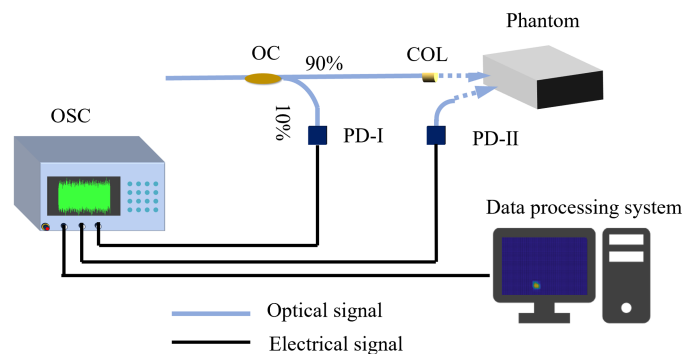 Phantom
OC
90%
COL
10%
OSC
PD-I
PD-II
Data processing system
Optical signal
Electrical signal